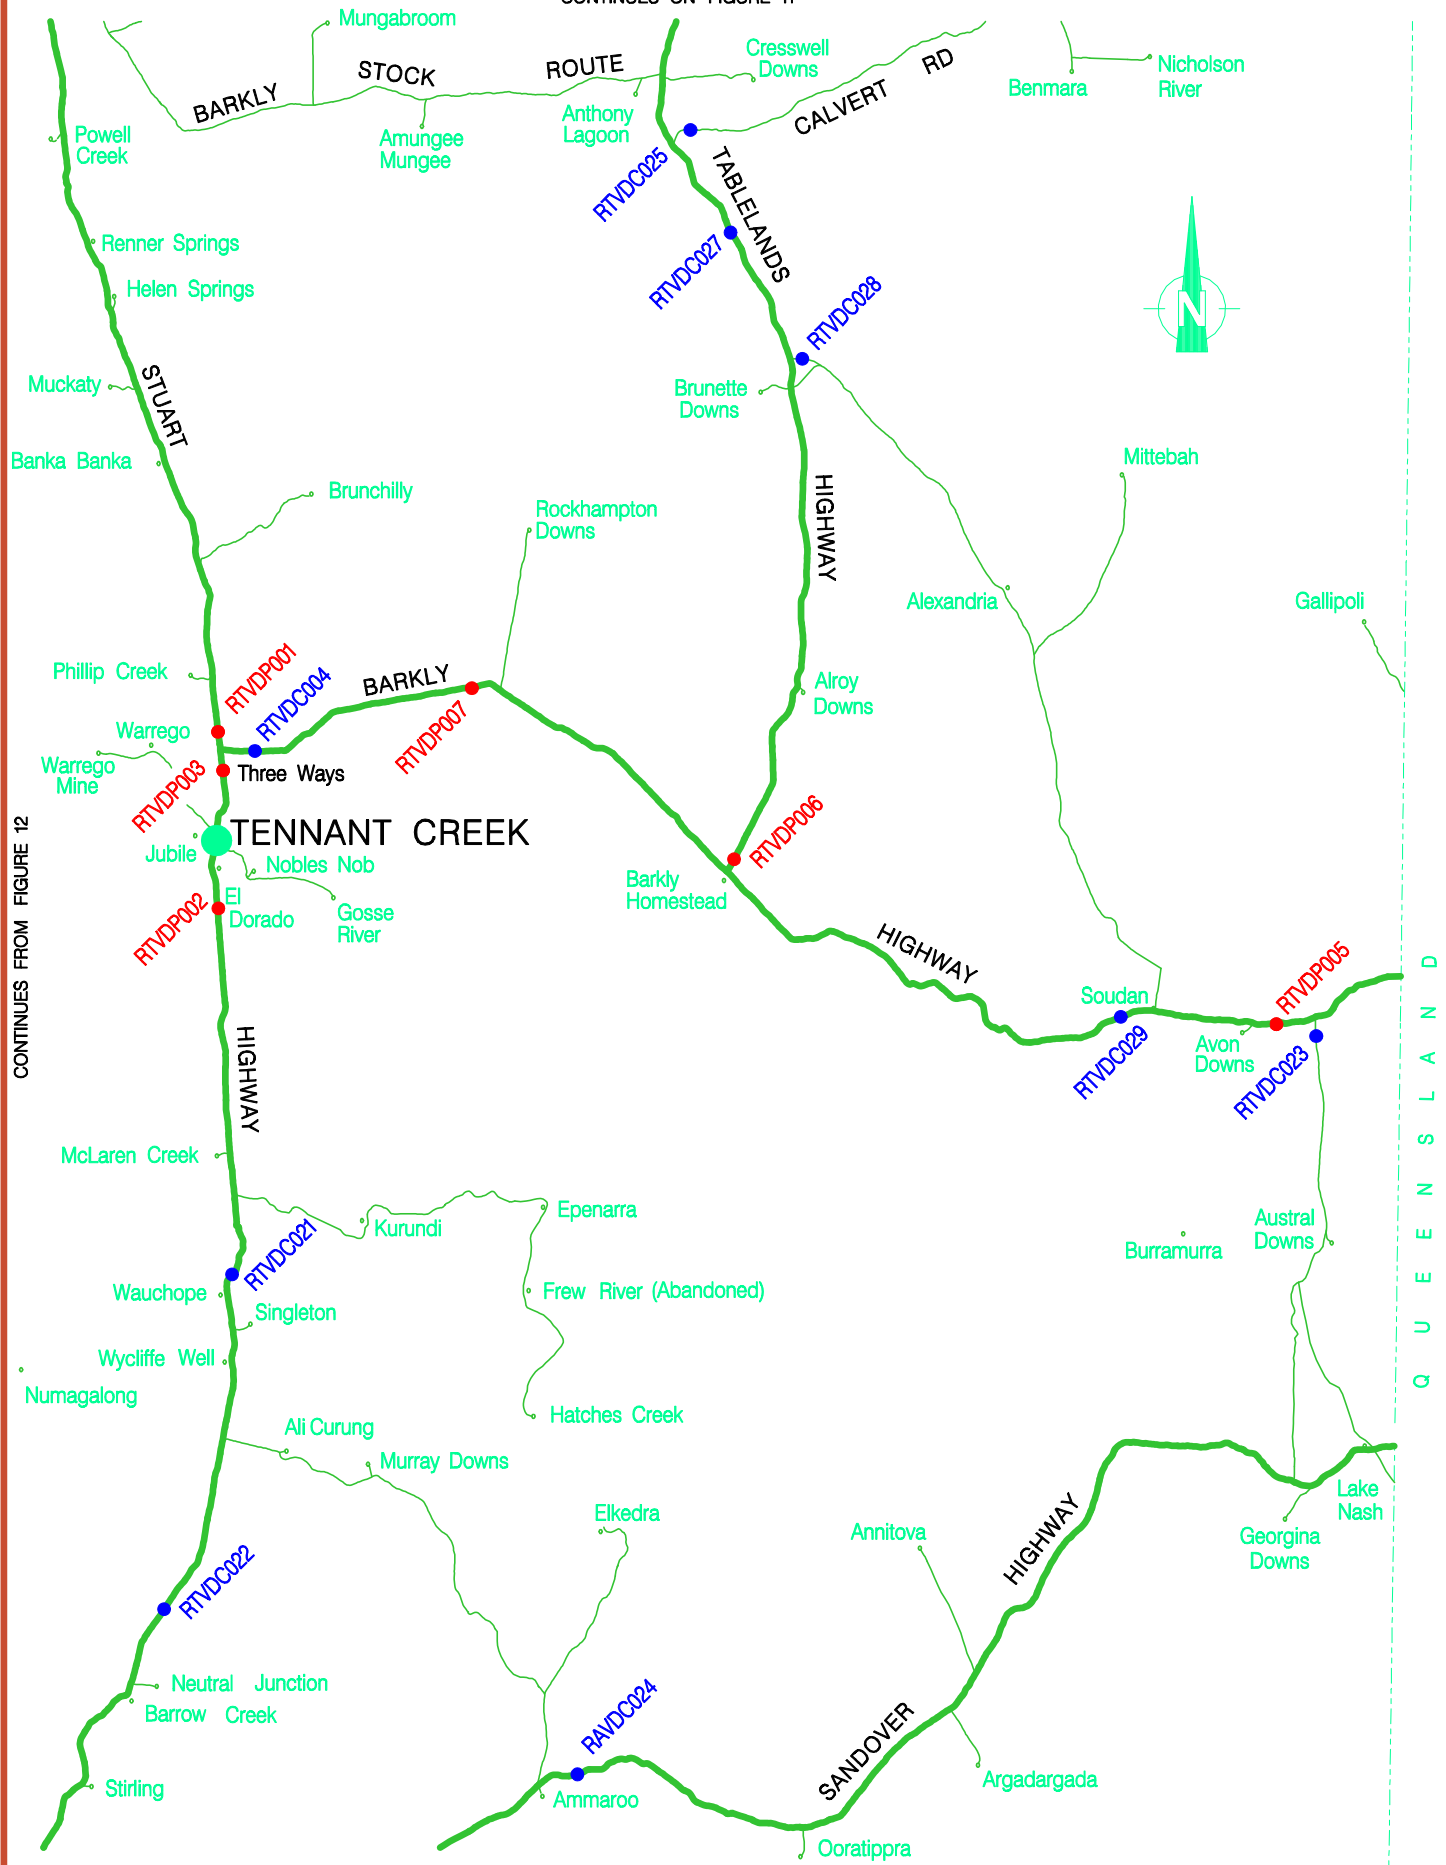 CONTINUES ON FIGURE 11
Mungabroom
BARKLY STOCK ROUTE
Cresswell
Downs
CALVERT RD
Benmara
Nicholson
River
Powell
Creek
Amungee
Mungee
Anthony
Lagoon
RTVDC025
TABLELANDS
RTVDC027
Renner Springs
Helen Springs
RTVDC028
N
Muckaty
STUART
Brunette
Downs
Banka Banka
Brunchilly
Rockhampton
Downs
HIGHWAY
Mittebah
Alexandria
Gallipoli
Phillip Creek
RTVDP001
RTVDC004
BARKLY
RTVDP007
Alroy
Downs
Warrego
Warrego
Mine
RTVDP003
Three Ways
TENNANT CREEK
RTVDP006
Jubile
Nobles Nob
El
Dorado
Gosse
River
RTVDP002
Barkly
Homestead
CONTINUES FROM FIGURE 12
HIGHWAY
Soudan
RTVDP005
RTVDC029
Avon
Downs
RTVDC023
QUEENSLAND
HIGHWAY
McLaren Creek
Kurundi
Epenarra
RTVDC021
Burramurra
Austral
Downs
Wauchope
Singleton
Frew River (Abandoned)
Wycliffe Well
Numagalong
Hatches Creek
Ali Curung
Murray Downs
Elkedra
Annitova
HIGHWAY
Lake
Nash
Georgina
Downs
RTVDC022
Neutral Junction
Barrow Creek
RAVDC024
SANDOVER
Stirling
Ammaroo
Argadargada
Ooratippra